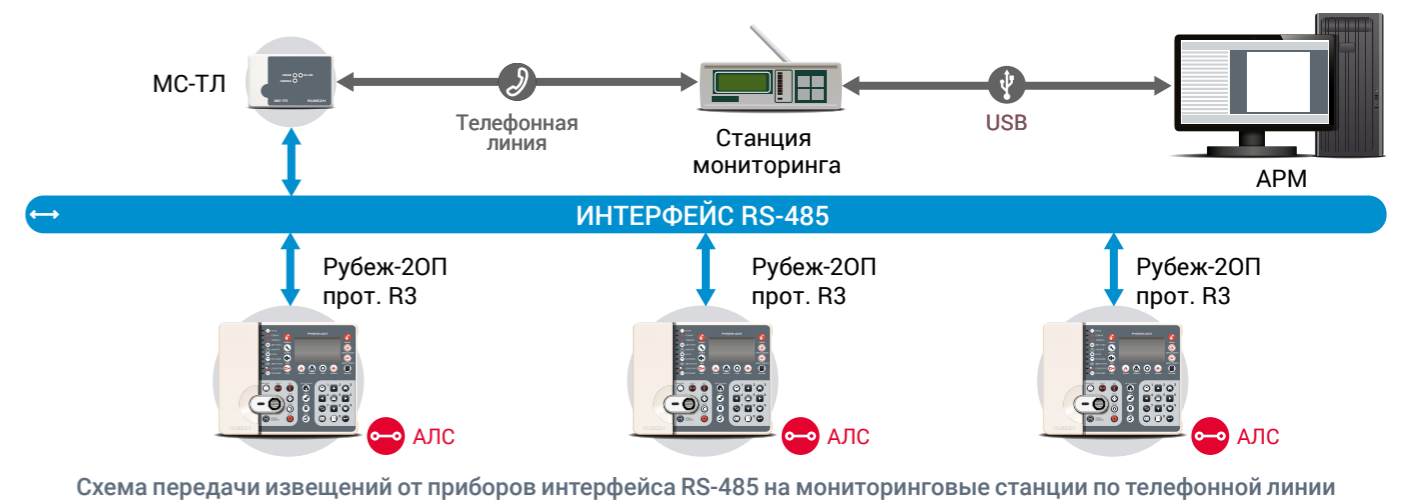 МС-ТЛ
Телефонная
линия
Станция
мониторинга
USB
АРМ
ИНТЕРФЕЙС RS-485
Рубеж-2ОП
прот. R3
Рубеж-2ОП
прот. R3
Рубеж-2ОП
прот. R3
АЛС
АЛС
АЛС
Схема передачи извещений от приборов интерфейса RS-485 на мониторинговые станции по телефонной линии